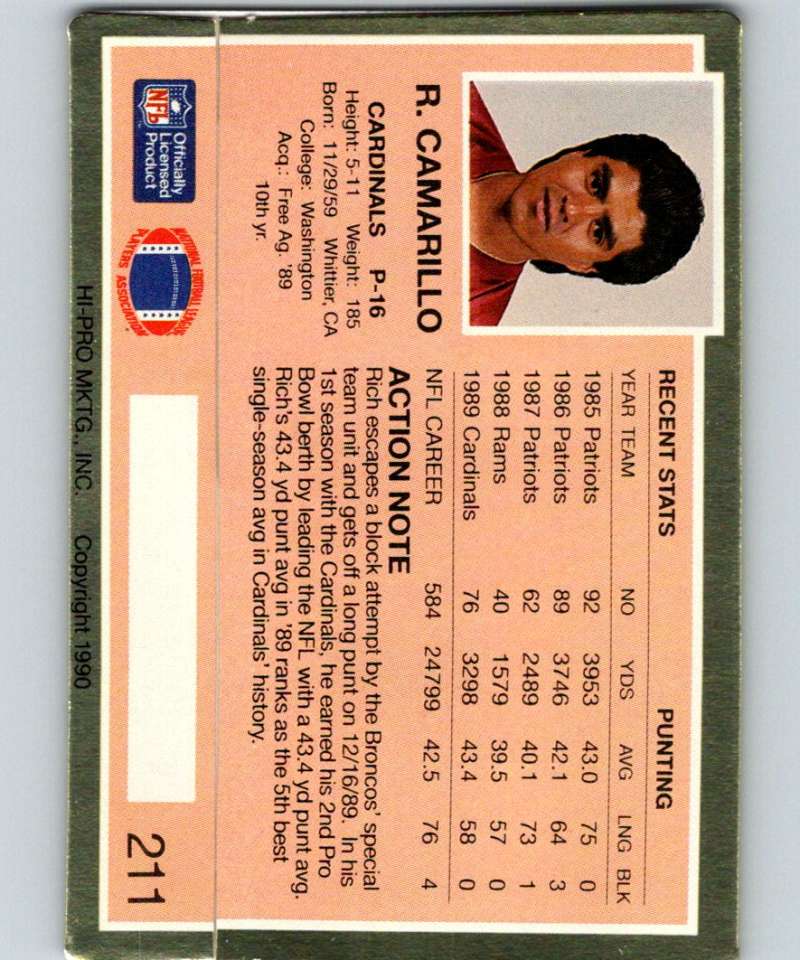 R. CAMARILLO
CARDINALS P-16
Height: 5-11 Weight: 185
Born: 11/29/59 Whittier, CA
College: Washington
Acq.: Free Ag. '89
10th yr.
NFL
Officially
Licensed
Product
NATIONAL FOOTBALL LEAGUE
PLAYERS ASSOCIATION
RECENT STATS PUNTING
YEAR TEAM NO YDS AVG LNG BLK
1985 Patriots 92 3953 43.0 75 0
1986 Patriots 89 3746 42.1 64 3
1987 Patriots 62 2489 40.1 73 1
1988 Rams 40 1579 39.5 57 0
1989 Cardinals 76 3298 43.4 58 0
NFL CAREER 584 24799 42.5 76 4
ACTION NOTE
Rich escapes a block attempt by the Broncos' special
team unit and gets off a long punt on 12/16/89. In his
1st season with the Cardinals, he earned his 2nd Pro
Bowl berth by leading the NFL with a 43.4 yd punt avg.
Rich's 43.4 yd punt avg in '89 ranks as the 5th best
single-season avg in Cardinals' history.
211
HI-PRO MKTG., INC. Copyright 1990